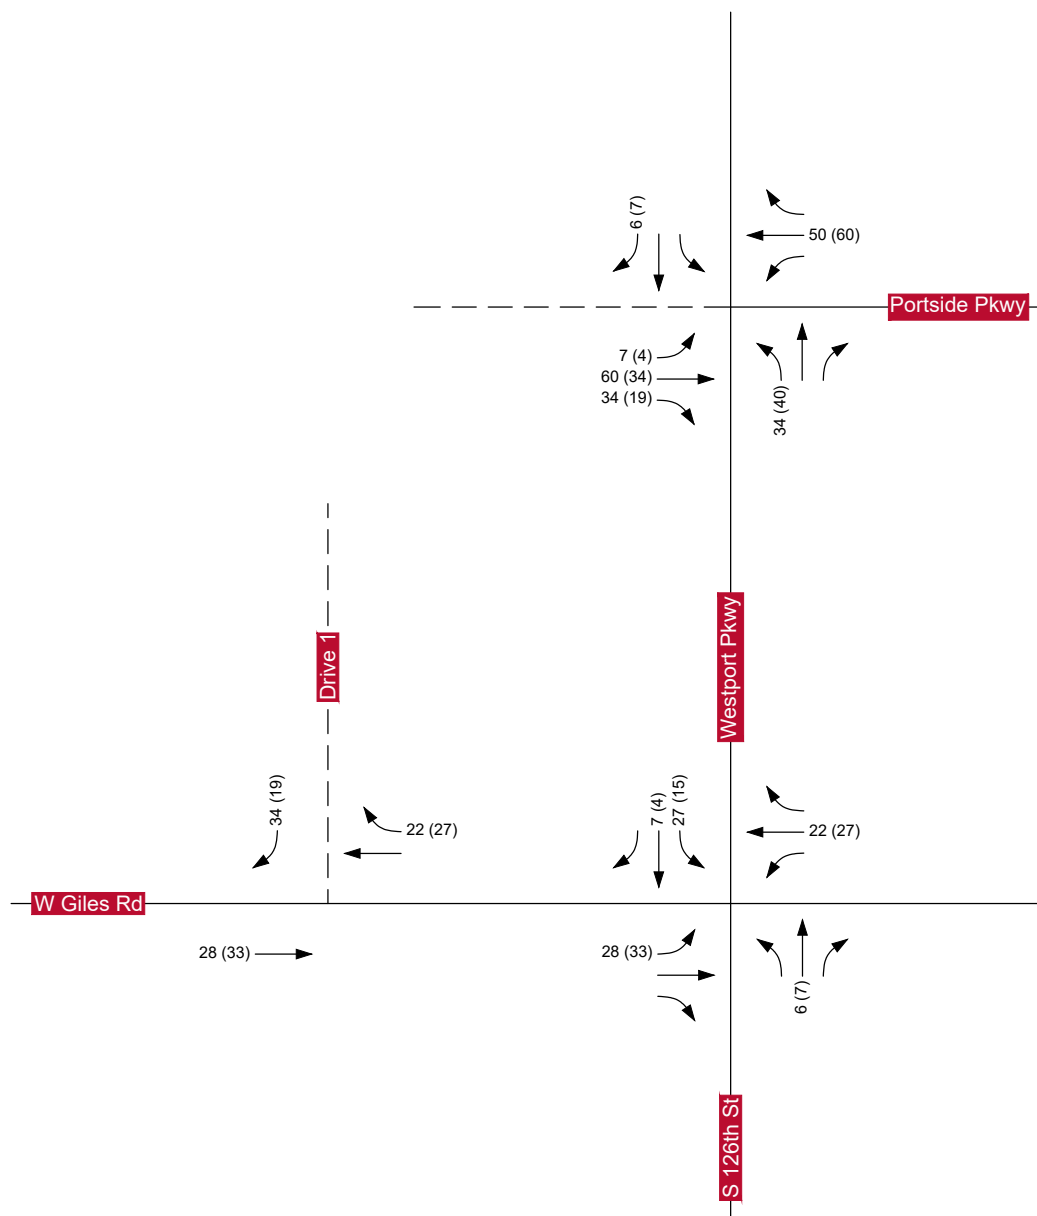 6 (7)
50 (60)
Portside Pkwy
7 (4)
60 (34)
34 (19)
34 (40)
Westport Pkwy
Drive 1
34 (19)
22 (27)
7 (4)
27 (15)
22 (27)
W Giles Rd
28 (33)
28 (33)
6 (7)
S 126th St